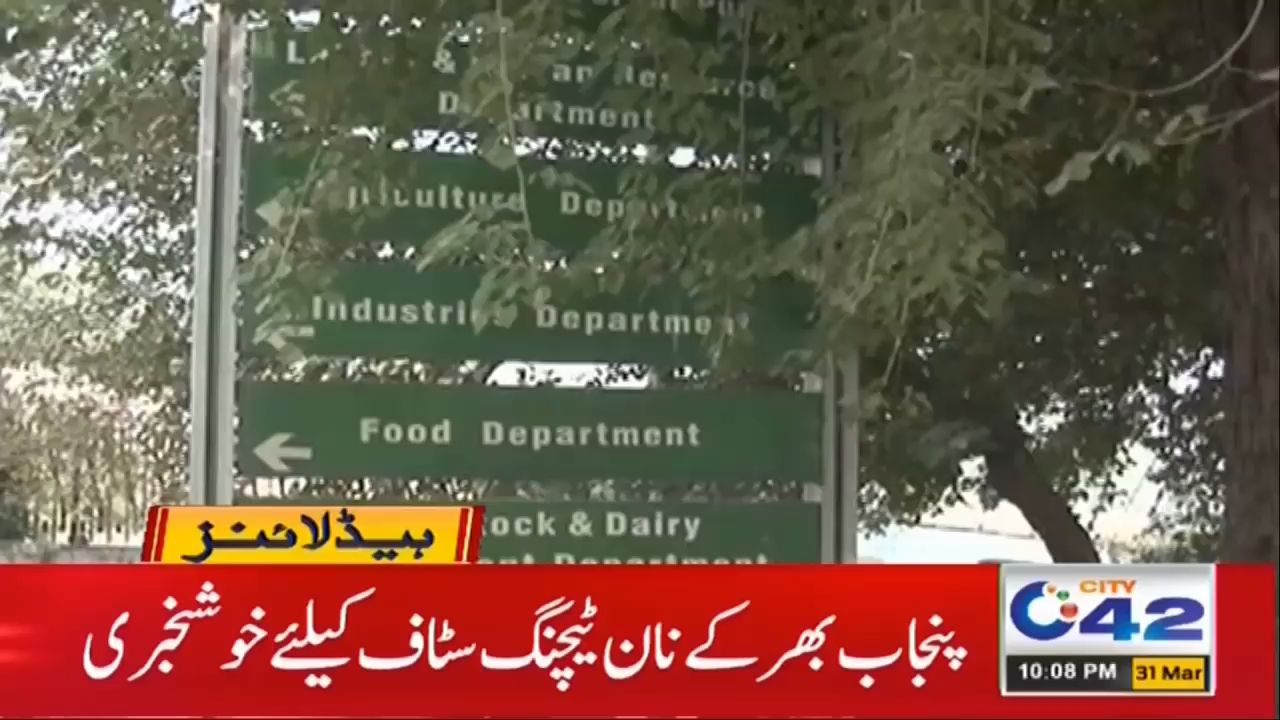 Department
Department
Industries Department
Food Department
& Dairy
Department
ہیڈلائنز
پنجاب بھر کے نان ٹیچنگ سٹاف کیلئے خوشخبری
CITY
42
10:08 PM 31 Mar